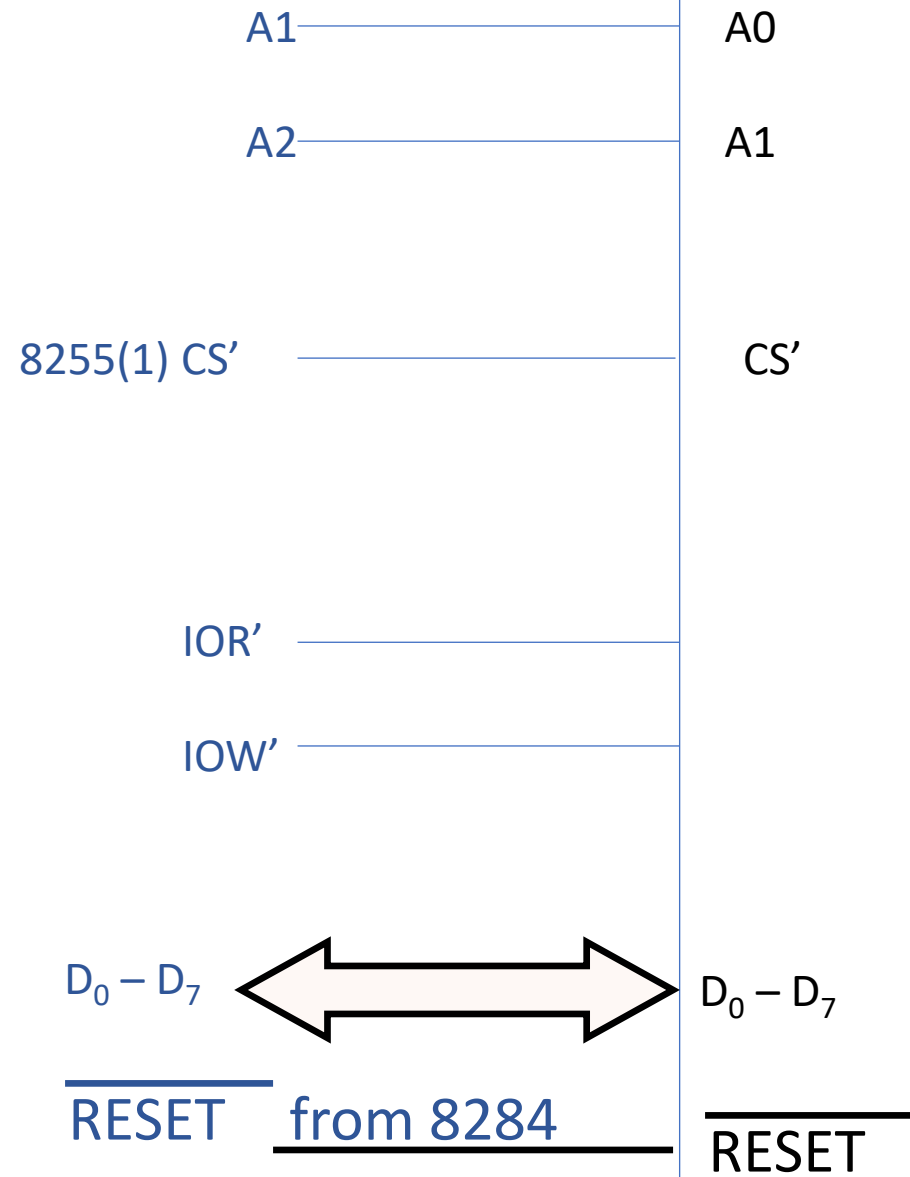 A1 A0
A2 A1
8255(1) CS’ CS’
IOR’
IOW’
D₀ – D₇ D₀ – D₇
RESET from 8284 RESET